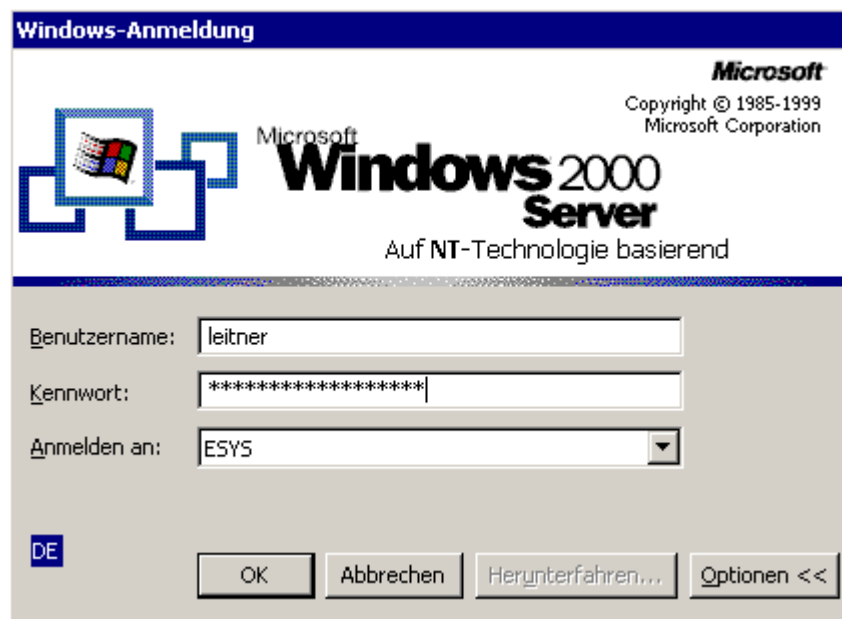 Windows-Anmeldung
Microsoft
Copyright © 1985-1999
Microsoft Corporation
Microsoft
Windows 2000
Server
Auf NT-Technologie basierend
Benutzername: leitner
Kennwort: ******************
Anmelden an: ESYS
DE
OK Abbrechen Herunterfahren... Optionen <<